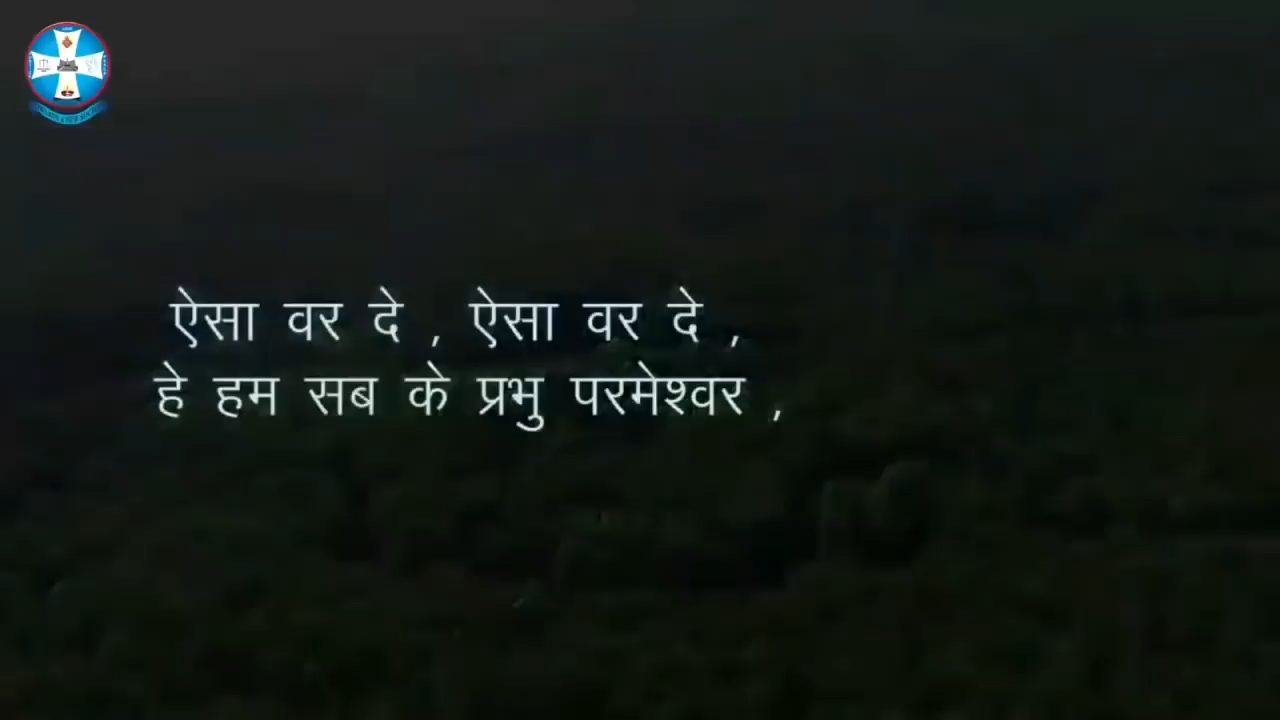 ऐसा वर दे , ऐसा वर दे ,
हे हम सब के प्रभु परमेश्वर ,